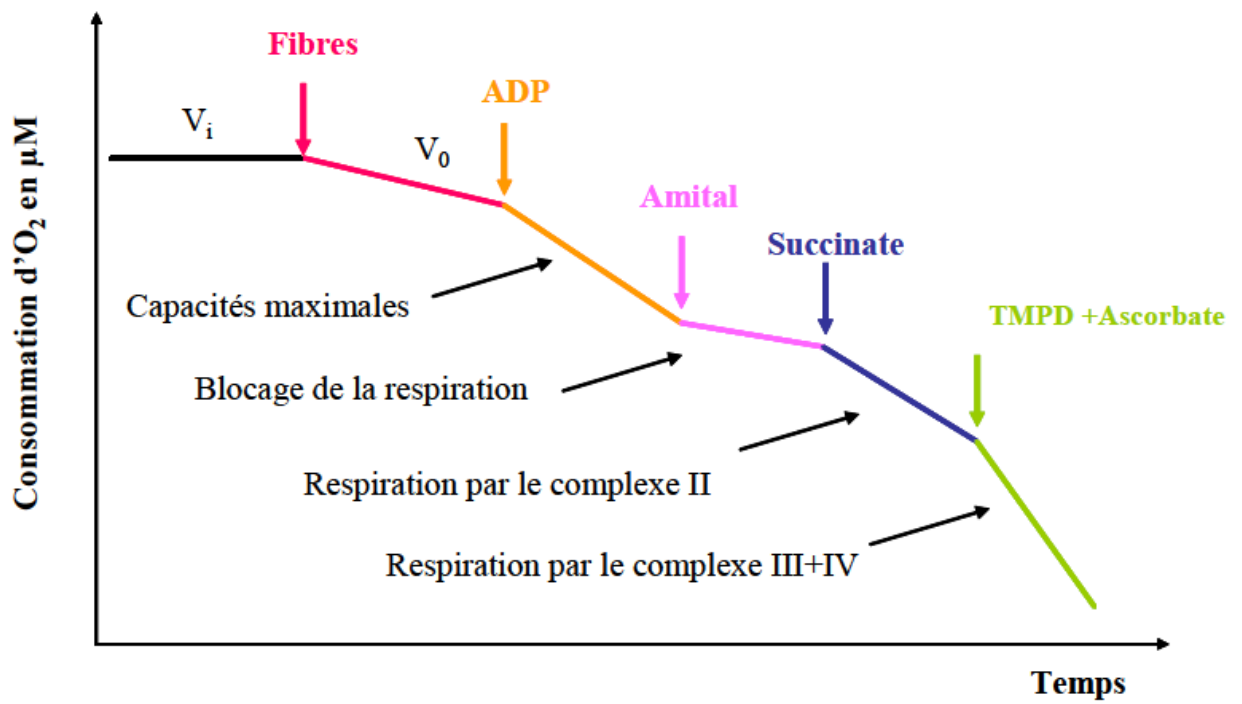 Fibres
ADP
V₀
Vᵢ
Amital
Succinate
Capacités maximales
TMPD +Ascorbate
Blocage de la respiration
Respiration par le complexe II
Respiration par le complexe III+IV
Temps
Consommation d'O₂ en µM